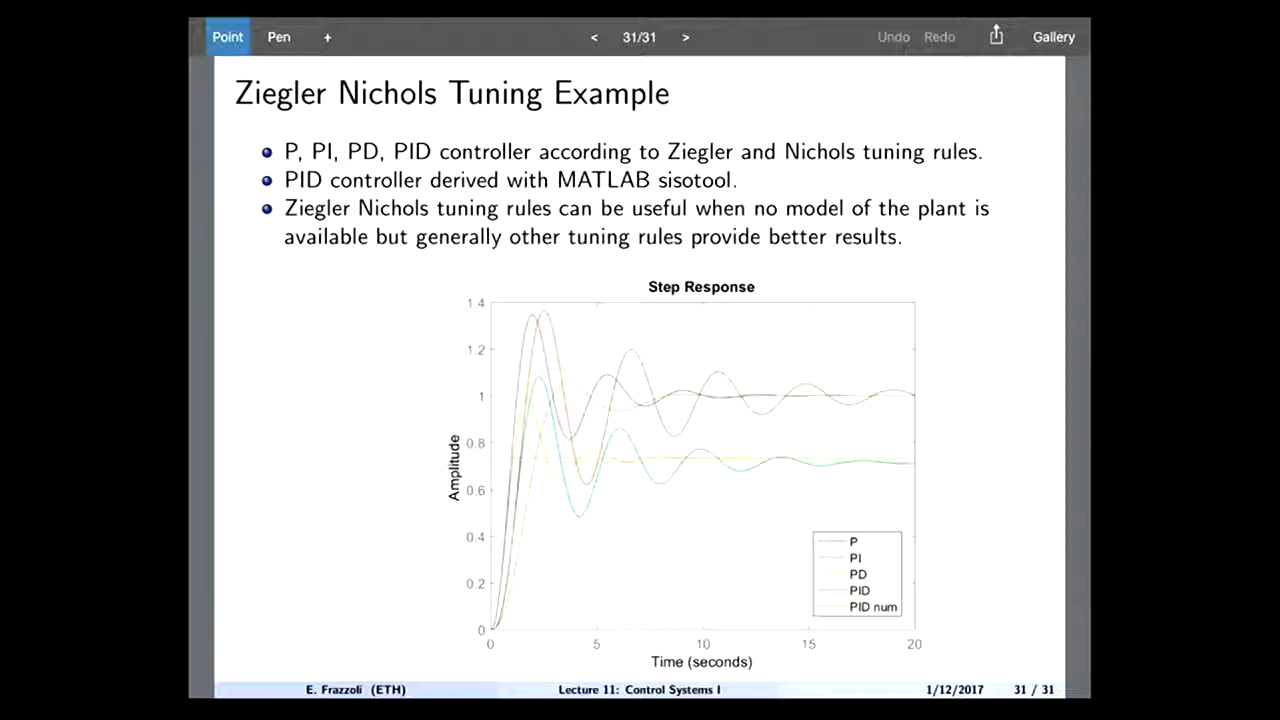 Point Pen + < 31/31 > Undo Redo Gallery
Ziegler Nichols Tuning Example
P, PI, PD, PID controller according to Ziegler and Nichols tuning rules.
PID controller derived with MATLAB sisotool.
Ziegler Nichols tuning rules can be useful when no model of the plant is
available but generally other tuning rules provide better results.
Step Response
Amplitude
1.4
1.2
1
0.8
0.6
0.4
0.2
0
P
PI
PD
PID
PID num
0 5 10 15 20
Time (seconds)
E. Frazzoli (ETH) Lecture 11: Control Systems I 1/12/2017 31 / 31